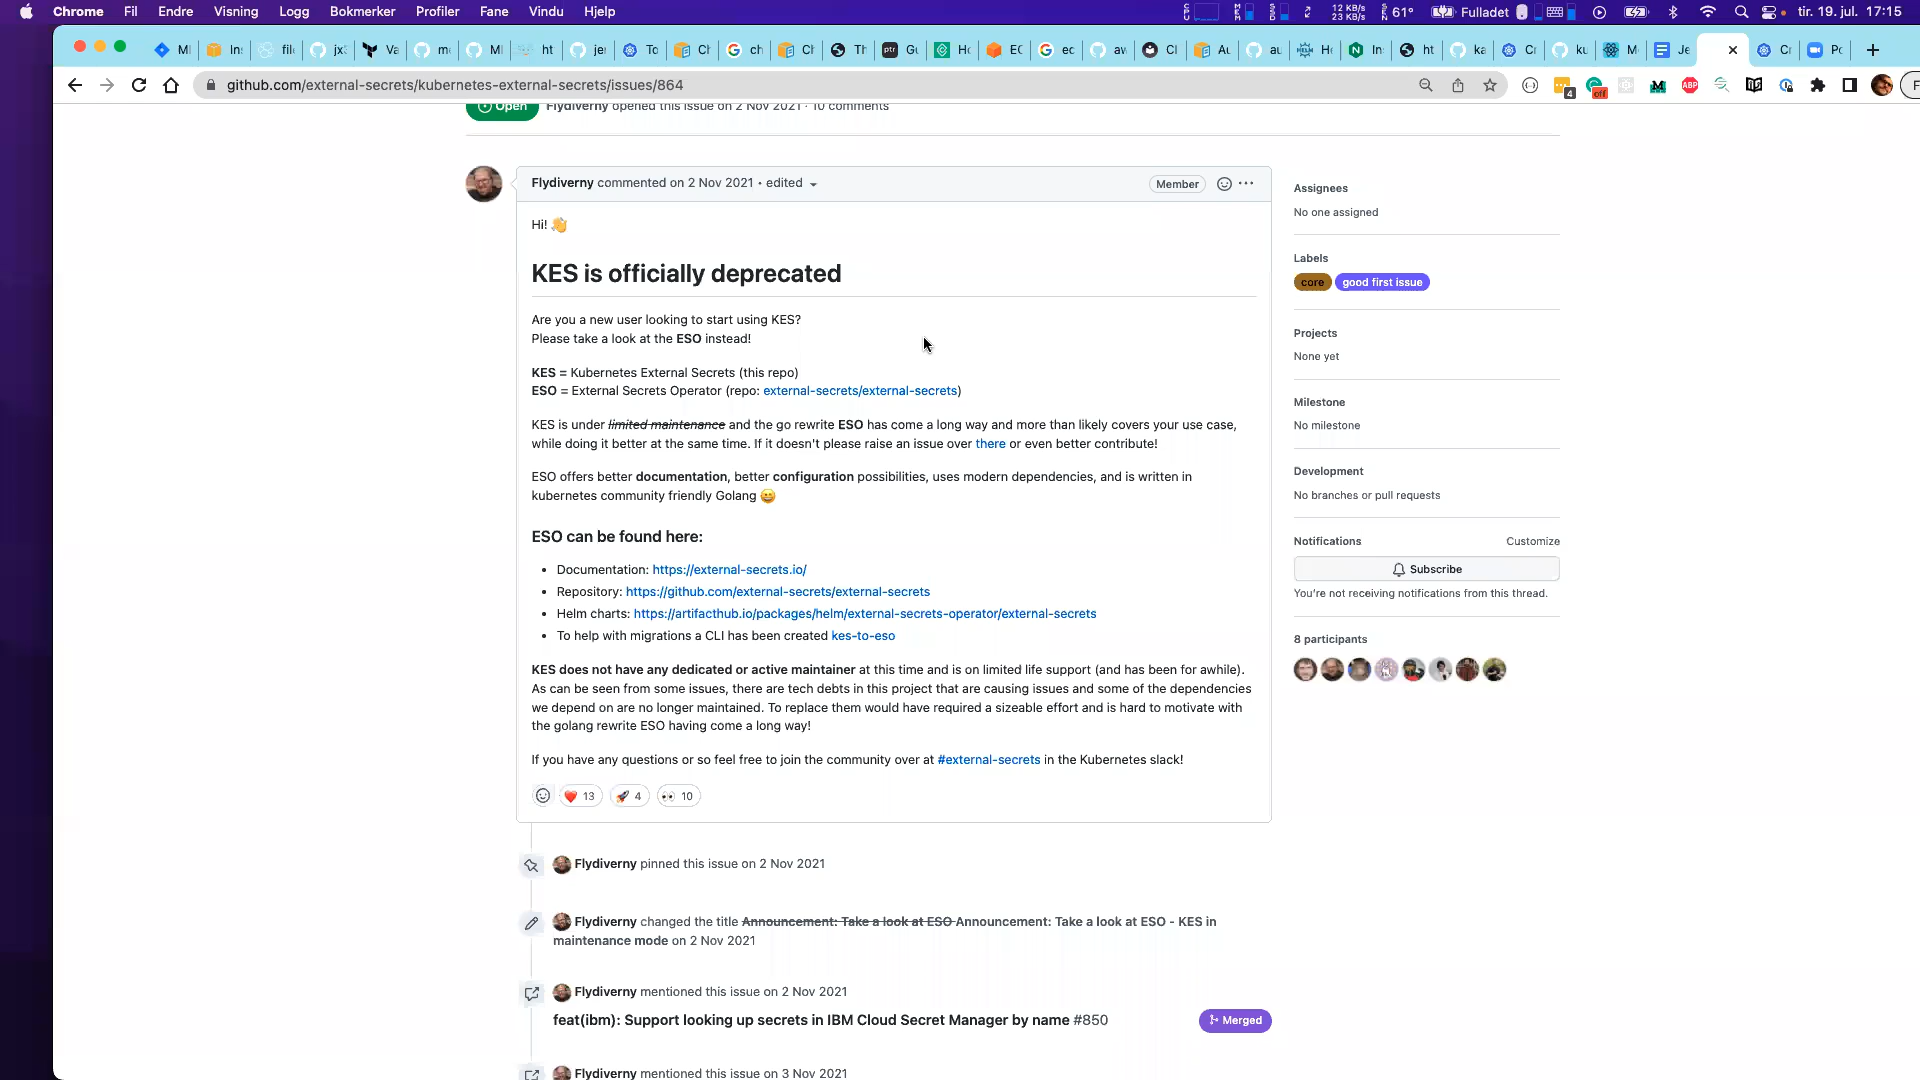 Chrome Fil Endre Visning Logg Bokmerker Profiler Fane Vindu Hjelp 12 KB/s 23 KB/s 61° Fulladet tir. 19. jul. 17:15
github.com/external-secrets/kubernetes-external-secrets/issues/864
Open Flydiverny opened this issue on 2 Nov 2021 · 10 comments
Flydiverny commented on 2 Nov 2021 • edited Member
Hi! 👋
KES is officially deprecated
Are you a new user looking to start using KES?
Please take a look at the ESO instead!
KES = Kubernetes External Secrets (this repo)
ESO = External Secrets Operator (repo: external-secrets/external-secrets)
KES is under limited maintenance and the go rewrite ESO has come a long way and more than likely covers your use case,
while doing it better at the same time. If it doesn't please raise an issue over there or even better contribute!
ESO offers better documentation, better configuration possibilities, uses modern dependencies, and is written in
kubernetes community friendly Golang 😄
ESO can be found here:
• Documentation: https://external-secrets.io/
• Repository: https://github.com/external-secrets/external-secrets
• Helm charts: https://artifacthub.io/packages/helm/external-secrets-operator/external-secrets
• To help with migrations a CLI has been created kes-to-eso
KES does not have any dedicated or active maintainer at this time and is on limited life support (and has been for awhile).
As can be seen from some issues, there are tech debts in this project that are causing issues and some of the dependencies
we depend on are no longer maintained. To replace them would have required a sizeable effort and is hard to motivate with
the golang rewrite ESO having come a long way!
If you have any questions or so feel free to join the community over at #external-secrets in the Kubernetes slack!
❤️ 13 🚀 4 👀 10
Flydiverny pinned this issue on 2 Nov 2021
Flydiverny changed the title Announcement: Take a look at ESO Announcement: Take a look at ESO - KES in
maintenance mode on 2 Nov 2021
Flydiverny mentioned this issue on 2 Nov 2021
feat(ibm): Support looking up secrets in IBM Cloud Secret Manager by name #850 Merged
Flydiverny mentioned this issue on 3 Nov 2021
Assignees
No one assigned
Labels
core good first issue
Projects
None yet
Milestone
No milestone
Development
No branches or pull requests
Notifications Customize
Subscribe
You're not receiving notifications from this thread.
8 participants